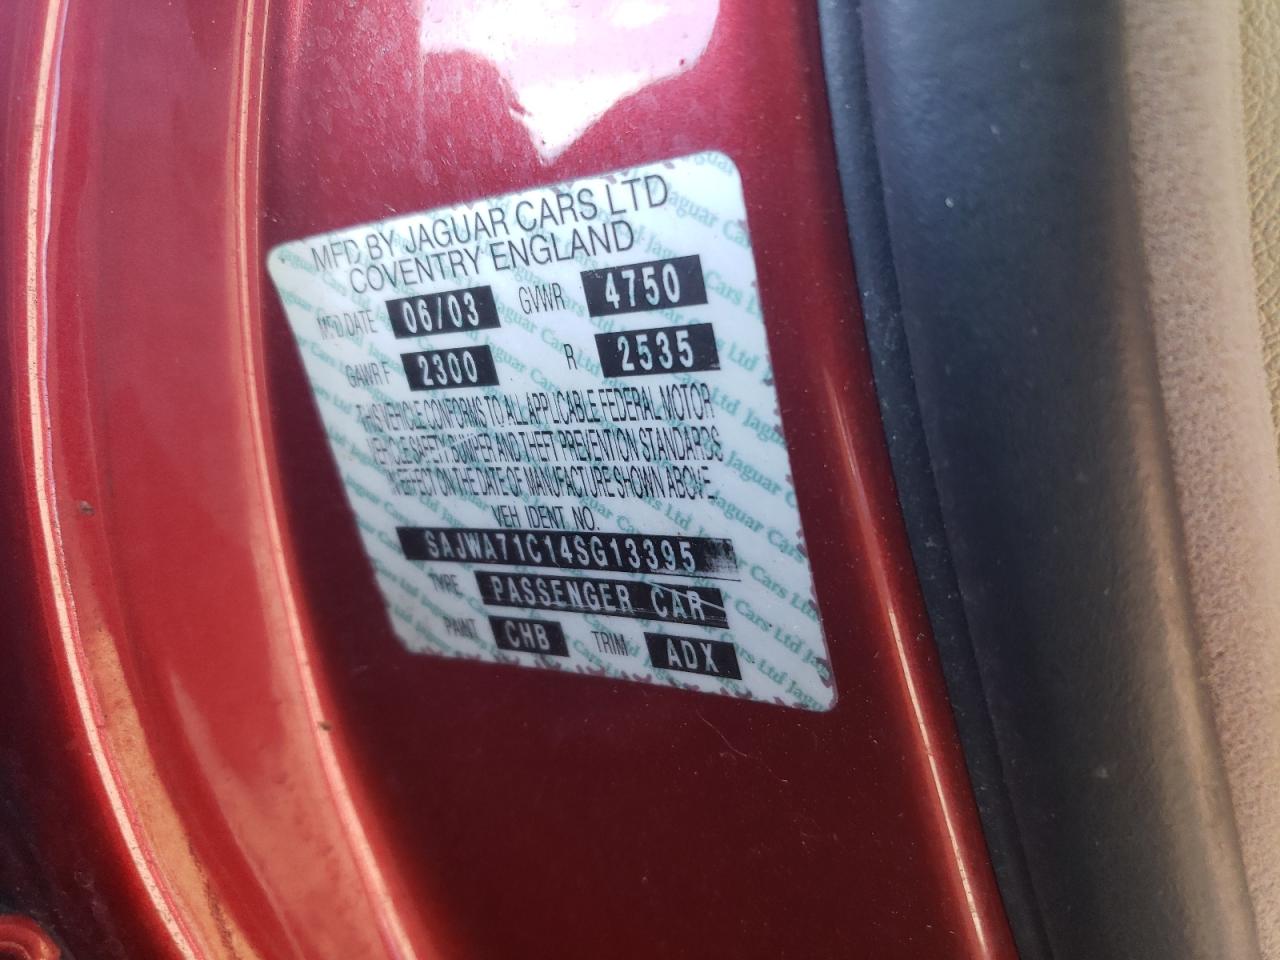 MFD BY JAGUAR CARS LTD
COVENTRY ENGLAND
MFD.DATE 06/03 GVWR 4750
GAWR F 2300 R 2535
THIS VEHICLE CONFORMS TO ALL APPLICABLE FEDERAL MOTOR
VEHICLE SAFETY BUMPER AND THEFT PREVENTION STANDARDS
IN EFFECT ON THE DATE OF MANUFACTURE SHOWN ABOVE
VEH IDENT. NO.
SAJWA71C14SG13395
TYPE PASSENGER CAR
PAINT CHB TRIM ADX